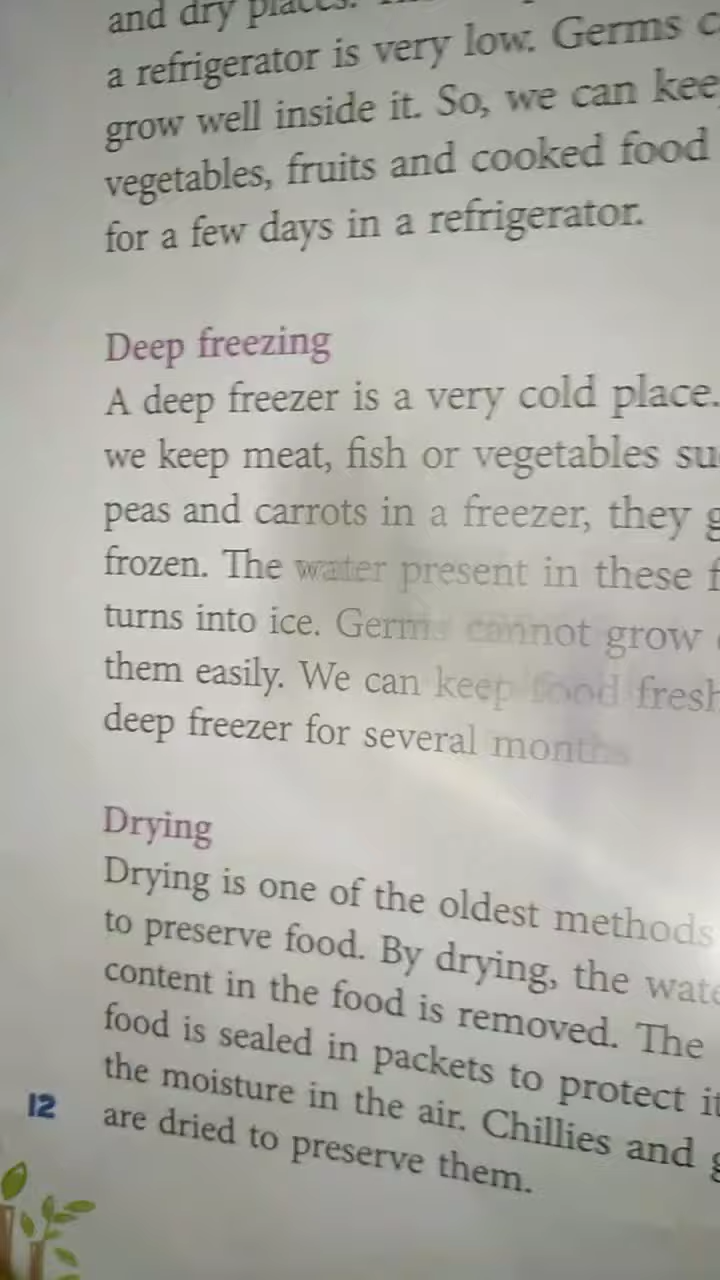 and dry places.
a refrigerator is very low. Germs
grow well inside it. So, we can
vegetables, fruits and cooked food
for a few days in a refrigerator.
Deep freezing
A deep freezer is a very cold place.
we keep meat, fish or vegetables
peas and carrots in a freezer, they
frozen. The water present in these
turns into ice. Germs cannot grow
them easily. We can keep food fresh
deep freezer for several months
Drying
Drying is one of the oldest methods
to preserve food. By drying, the
content in the food is removed. The
food is sealed in packets to protect
the moisture in the air. Chillies and
are dried to preserve them.
12